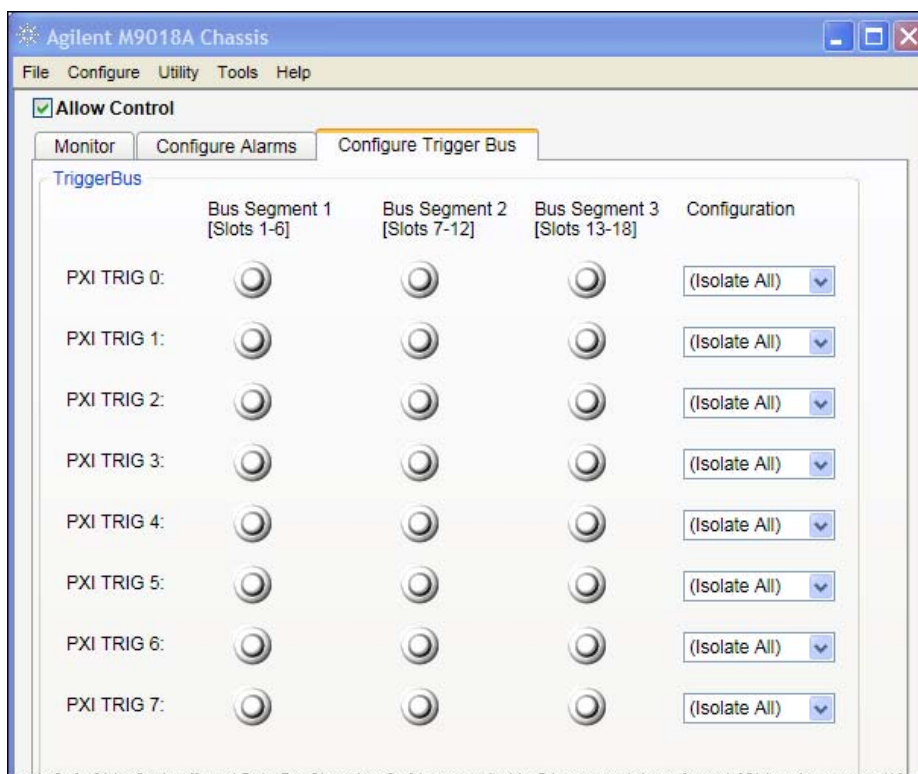 Agilent M9018A Chassis
File Configure Utility Tools Help
Allow Control
Monitor Configure Alarms Configure Trigger Bus
TriggerBus
Bus Segment 1 Bus Segment 2 Bus Segment 3 Configuration
[Slots 1-6] [Slots 7-12] [Slots 13-18]
PXI TRIG 0: (Isolate All)
PXI TRIG 1: (Isolate All)
PXI TRIG 2: (Isolate All)
PXI TRIG 3: (Isolate All)
PXI TRIG 4: (Isolate All)
PXI TRIG 5: (Isolate All)
PXI TRIG 6: (Isolate All)
PXI TRIG 7: (Isolate All)